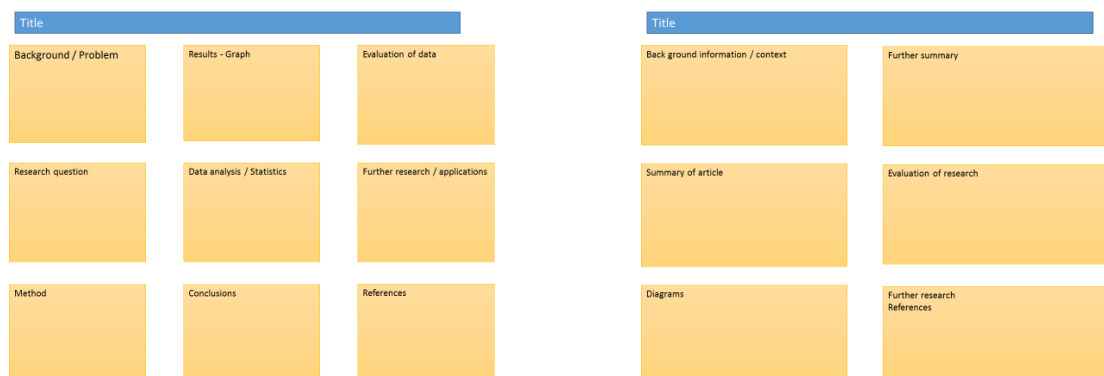 Title
Background / Problem
Results - Graph
Evaluation of data
Research question
Data analysis / Statistics
Further research / applications
Method
Conclusions
References
Title
Back ground information / context
Further summary
Summary of article
Evaluation of research
Diagrams
Further research
References